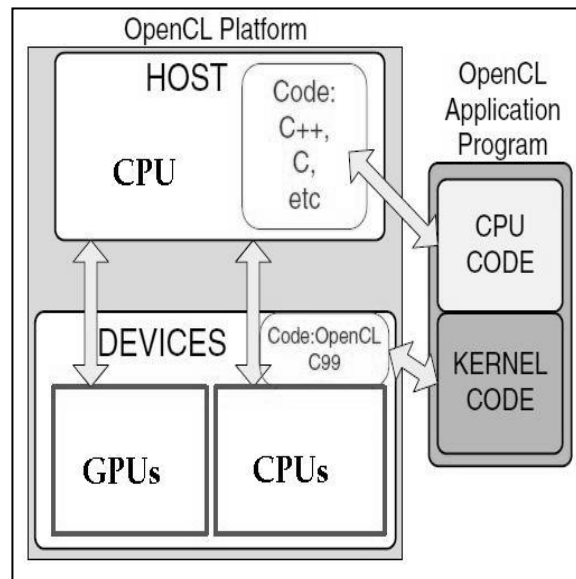 OpenCL Platform
HOST
CPU
Code:
C++,
C,
etc
OpenCL
Application
Program
CPU
CODE
DEVICES
Code:OpenCL
C99
KERNEL
CODE
GPUs
CPUs